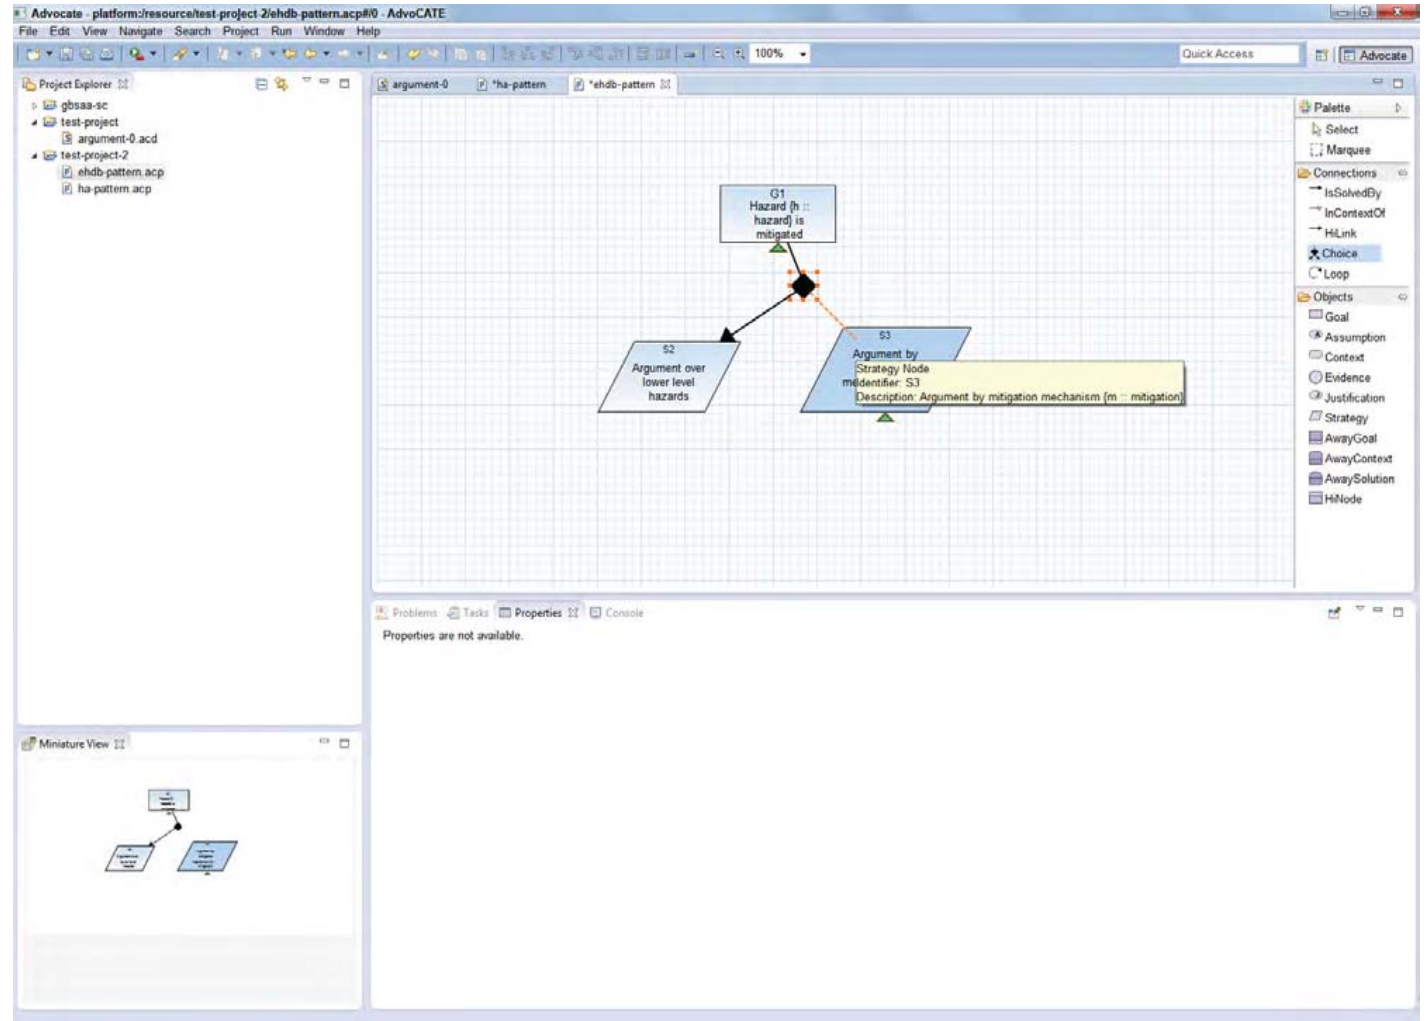 Advocate - platform:/resource/test-project-2/ehdb-pattern.acp#/0 - AdvoCATE
File Edit View Navigate Search Project Run Window Help
100%
Quick Access
Advocate
Project Explorer
argument-0
*ha-pattern
*ehdb-pattern
gbsaa-sc
test-project
argument-0.acd
test-project-2
ehdb-pattern.acp
ha-pattern.acp
G1
Hazard {h ::
hazard} is
mitigated
S2
Argument over
lower level
hazards
S3
Argument by
Strategy Node
Identifier: S3
Description: Argument by mitigation mechanism {m :: mitigation}
Palette
Select
Marquee
Connections
IsSolvedBy
InContextOf
HiLink
Choice
Loop
Objects
Goal
Assumption
Context
Evidence
Justification
Strategy
AwayGoal
AwayContext
AwaySolution
HiNode
Problems Tasks Properties Console
Properties are not available.
Miniature View